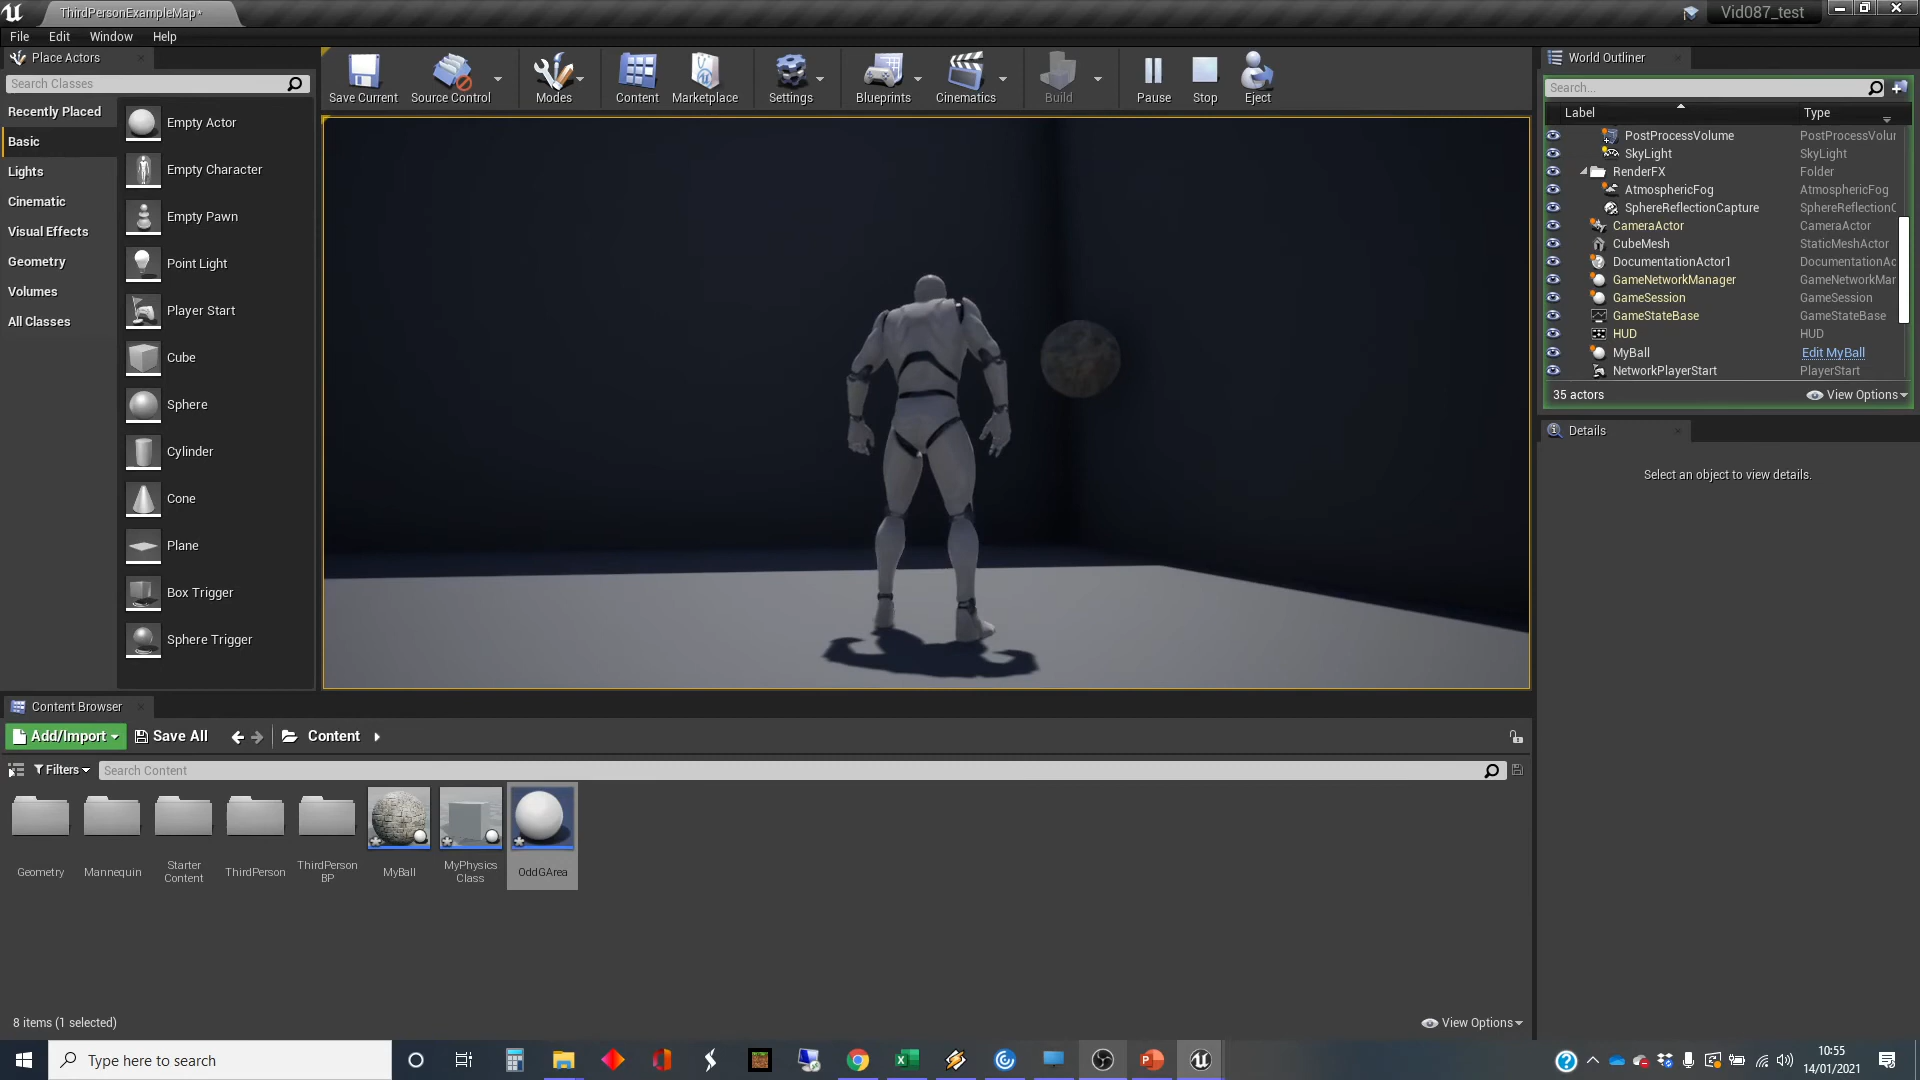 ThirdPersonExampleMap*
Vid087_test
File Edit Window Help
Place Actors
Search Classes
Recently Placed
Basic
Lights
Cinematic
Visual Effects
Geometry
Volumes
All Classes
Empty Actor
Empty Character
Empty Pawn
Point Light
Player Start
Cube
Sphere
Cylinder
Cone
Plane
Box Trigger
Sphere Trigger
Save Current Source Control Modes Content Marketplace Settings Blueprints Cinematics Build Pause Stop Eject
World Outliner
Search...
Label Type
PostProcessVolume PostProcessVolur
SkyLight SkyLight
RenderFX Folder
AtmosphericFog AtmosphericFog
SphereReflectionCapture SphereReflectionC
CameraActor CameraActor
CubeMesh StaticMeshActor
DocumentationActor1 DocumentationAc
GameNetworkManager GameNetworkMar
GameSession GameSession
GameStateBase GameStateBase
HUD HUD
MyBall Edit MyBall
NetworkPlayerStart PlayerStart
35 actors View Options
Details
Select an object to view details.
Content Browser
Add/Import Save All Content
Filters Search Content
Geometry
Mannequin
Starter
Content
ThirdPerson
ThirdPerson
BP
MyBall
MyPhysics
Class
OddGArea
8 items (1 selected) View Options
Type here to search
10:55
14/01/2021